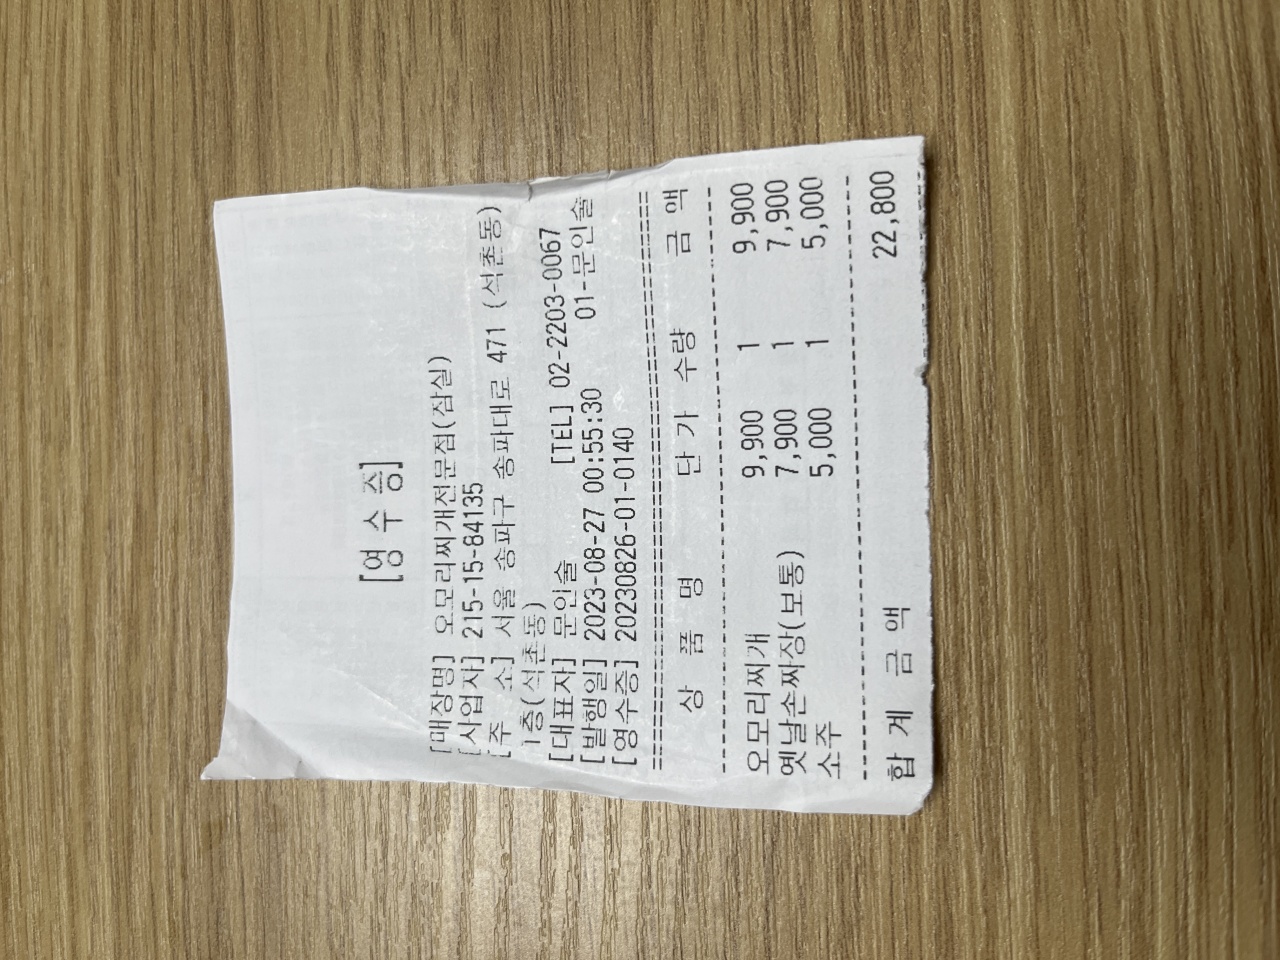 [영 수 증]
[매장명] 오모리찌개전문점(잠실)
[사업자] 215-15-84135
[주 소] 서울 송파구 송파대로 471 (석촌동)
1층(석촌동)
[대표자] 문인술 [TEL] 02-2203-0067
[발행일] 2023-08-27 00:55:30 01-문인술
[영수증] 20230826-01-0140
==========================================
상 품 명 단 가 수량 금 액
------------------------------------------
오모리찌개 9,900 1 9,900
옛날손짜장(보통) 7,900 1 7,900
소주 5,000 1 5,000
------------------------------------------
합 계 금 액 22,800